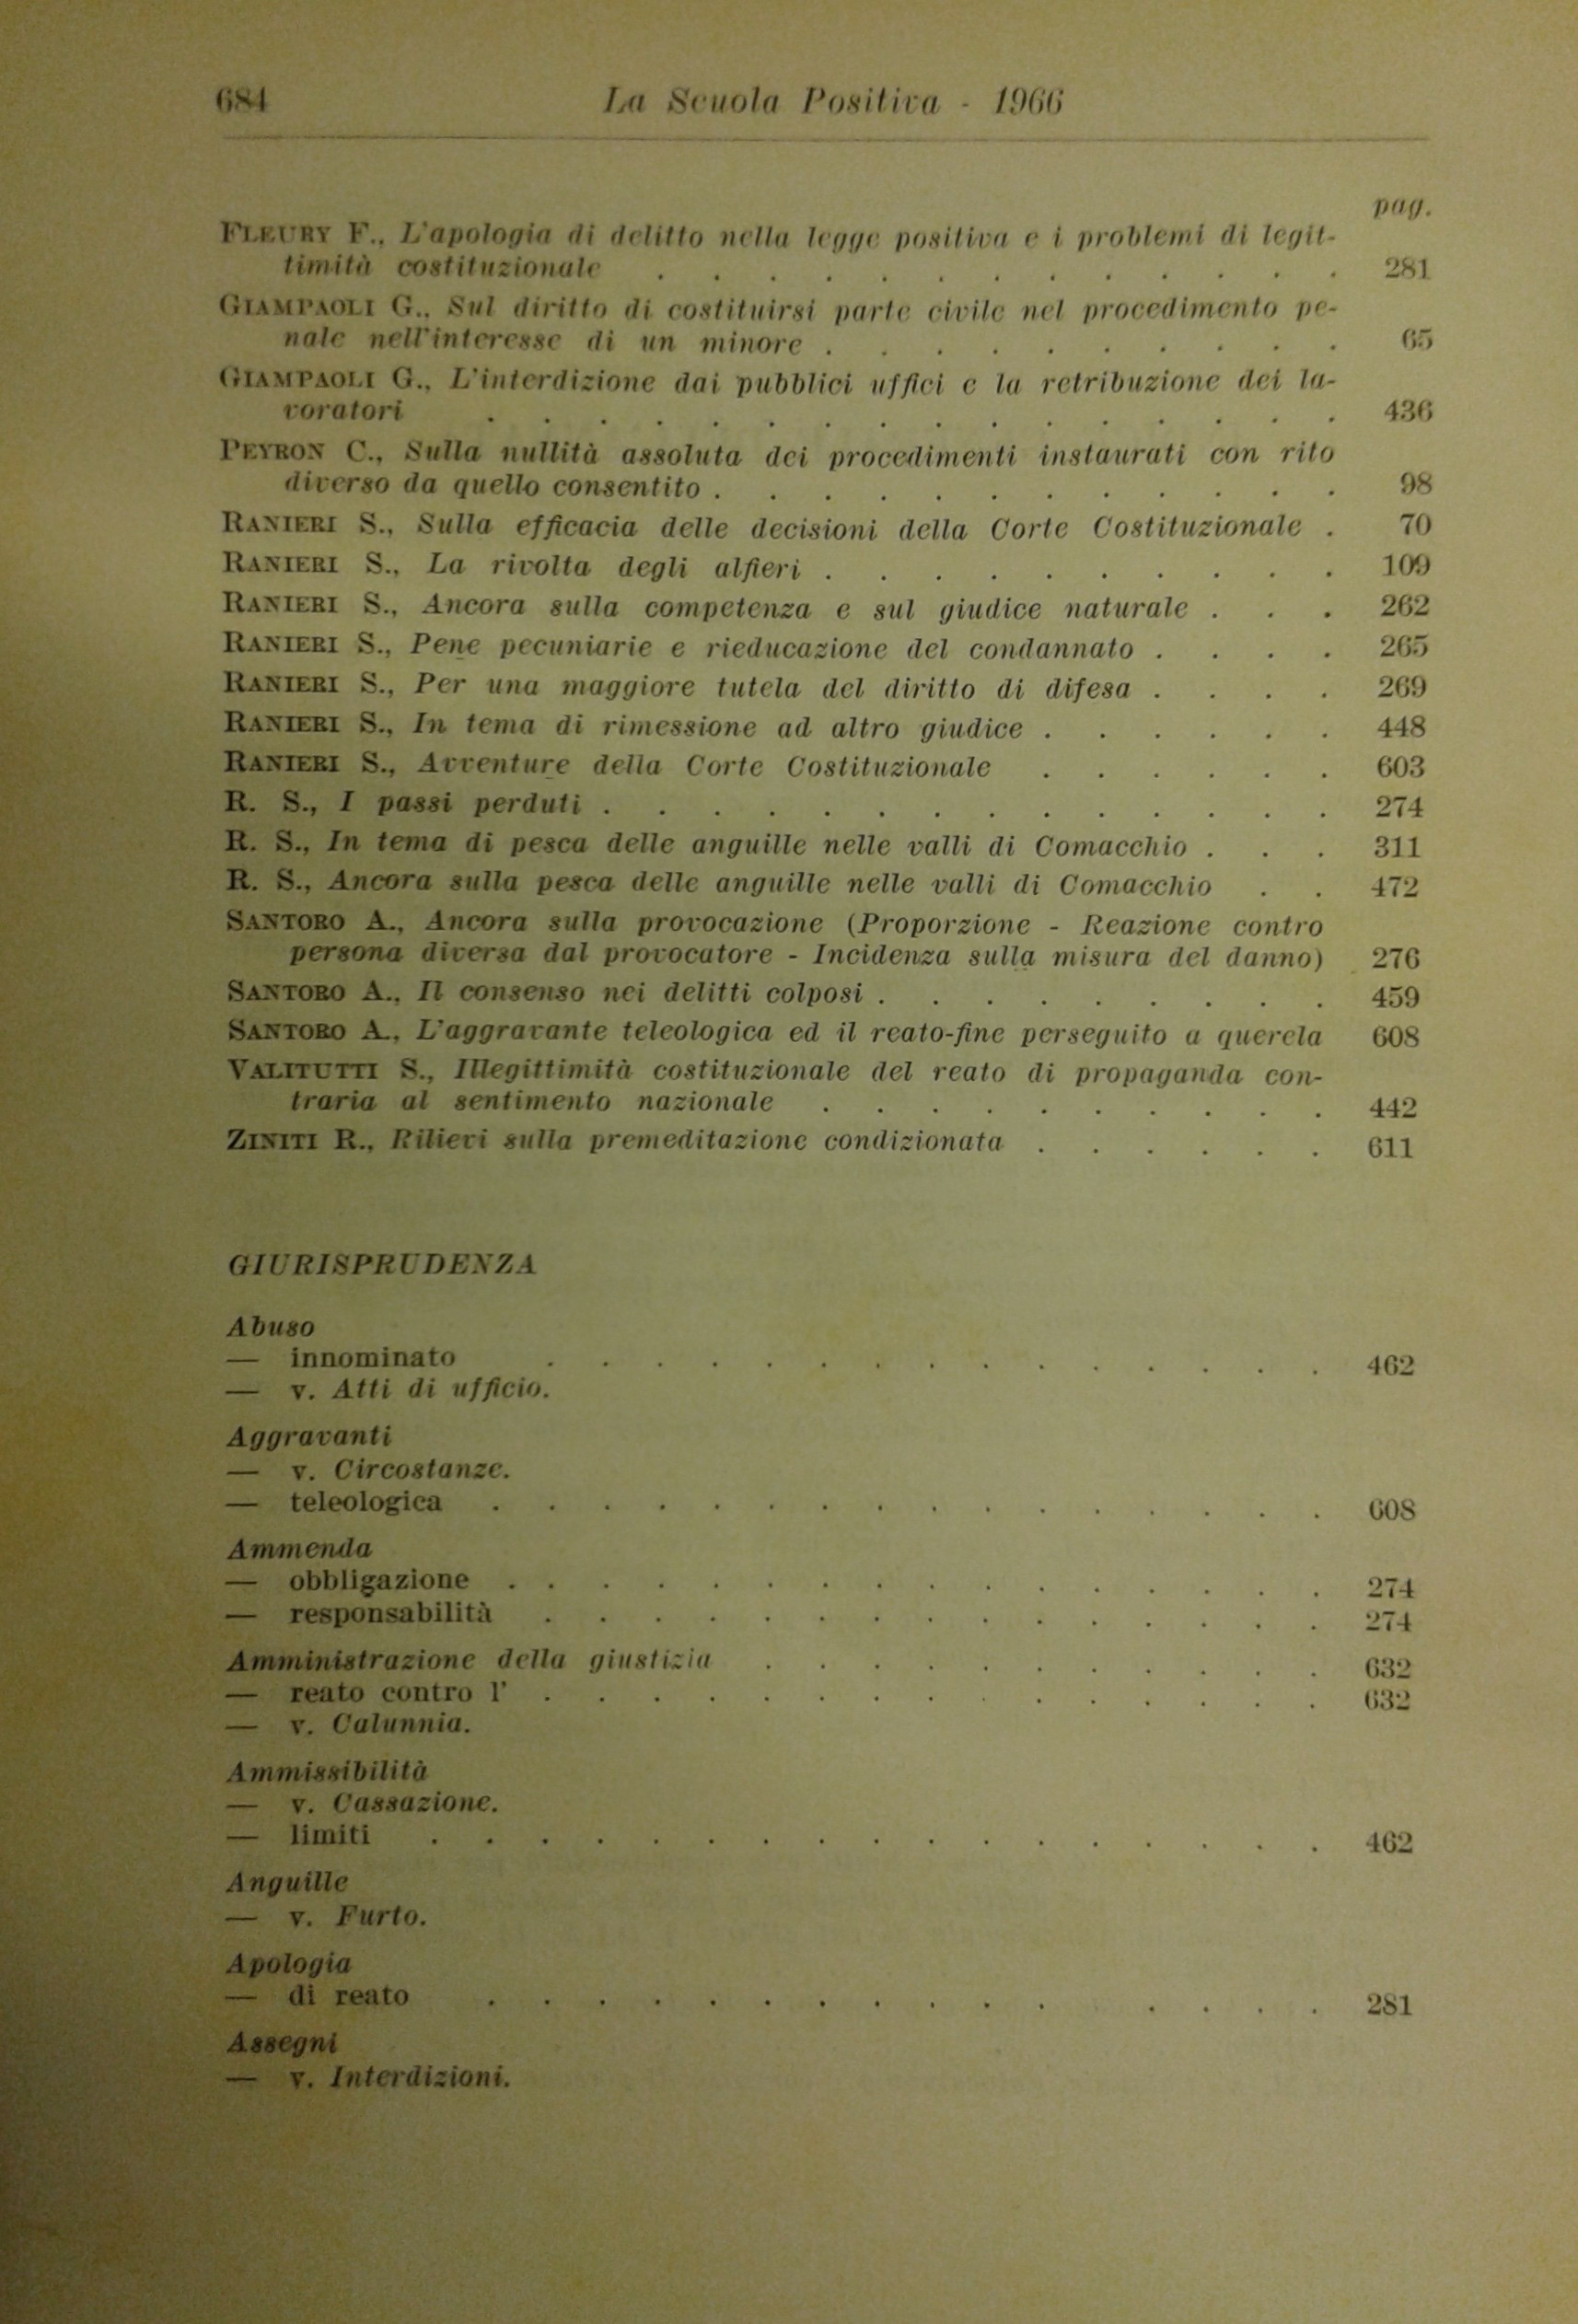 684 La Scuola Positiva - 1966
pag.
FLEURY F., L'apologia di delitto nella legge positiva e i problemi di legit-
timità costituzionale . . . . . . . . . . . . . 281
GIAMPAOLI G., Sul diritto di costituirsi parte civile nel procedimento pe-
nale nell'interesse di un minore . . . . . . . . . . 65
GIAMPAOLI G., L'interdizione dai pubblici uffici e la retribuzione dei la-
voratori . . . . . . . . . . . . . . . . 436
PEYRON C., Sulla nullità assoluta dei procedimenti instaurati con rito
diverso da quello consentito . . . . . . . . . . . . 98
RANIERI S., Sulla efficacia delle decisioni della Corte Costituzionale . 70
RANIERI S., La rivolta degli alfieri . . . . . . . . . . 109
RANIERI S., Ancora sulla competenza e sul giudice naturale . . . 262
RANIERI S., Pene pecuniarie e rieducazione del condannato . . . . 265
RANIERI S., Per una maggiore tutela del diritto di difesa . . . . 269
RANIERI S., In tema di rimessione ad altro giudice . . . . . . 448
RANIERI S., Avventure della Corte Costituzionale . . . . . . 603
R. S., I passi perduti . . . . . . . . . . . . . . 274
R. S., In tema di pesca delle anguille nelle valli di Comacchio . . . 311
R. S., Ancora sulla pesca delle anguille nelle valli di Comacchio . . 472
SANTORO A., Ancora sulla provocazione (Proporzione - Reazione contro
persona diversa dal provocatore - Incidenza sulla misura del danno) 276
SANTORO A., Il consenso nei delitti colposi . . . . . . . . . 459
SANTORO A., L'aggravante teleologica ed il reato-fine perseguito a querela 608
VALITUTTI S., Illegittimità costituzionale del reato di propaganda con-
traria al sentimento nazionale . . . . . . . . . . 442
ZINITI R., Rilievi sulla premeditazione condizionata . . . . . . 611
GIURISPRUDENZA
Abuso
— innominato . . . . . . . . . . . . . . . 462
— v. Atti di ufficio.
Aggravanti
— v. Circostanze.
— teleologica . . . . . . . . . . . . . . . . 608
Ammenda
— obbligazione . . . . . . . . . . . . . . . . 274
— responsabilità . . . . . . . . . . . . . . . 274
Amministrazione della giustizia . . . . . . . . . . . 632
— reato contro l' . . . . . . . . . . . . . . . 632
— v. Calunnia.
Ammissibilità
— v. Cassazione.
— limiti . . . . . . . . . . . . . . . . . 462
Anguille
— v. Furto.
Apologia
— di reato . . . . . . . . . . . . . . . 281
Assegni
— v. Interdizioni.